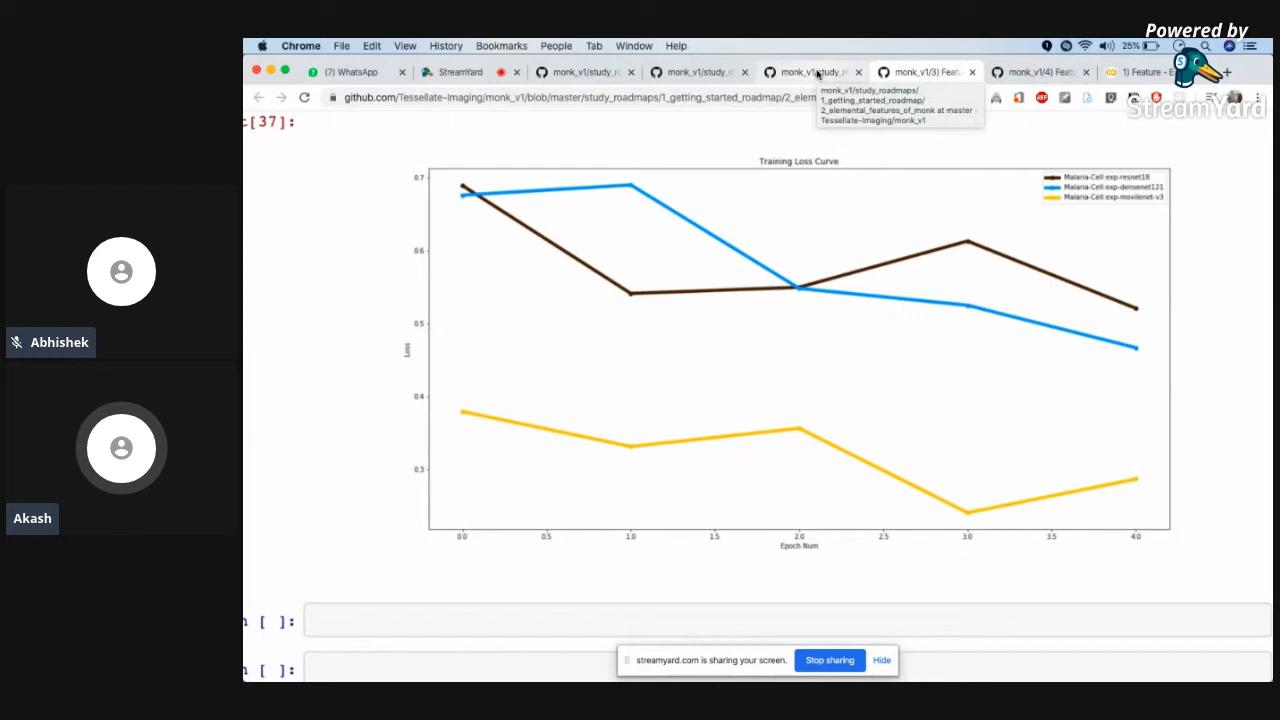 Powered by
StreamYard
Chrome File Edit View History Bookmarks People Tab Window Help 25%
(7) WhatsApp StreamYard monk_v1/study_ro monk_v1/study_ro monk_v1/study_r monk_v1/3) Featu monk_v1/4) Featu 1) Feature - E
github.com/Tessellate-Imaging/monk_v1/blob/master/study_roadmaps/1_getting_started_roadmap/2_elem
monk_v1/study_roadmaps/
1_getting_started_roadmap/
2_elemental_features_of_monk at master ·
Tessellate-Imaging/monk_v1
ABP
t[37]:
Training Loss Curve
Malaria-Cell:exp-resnet18
Malaria-Cell:exp-densenet121
Malaria-Cell:exp-movilenet-v3
0.7
0.6
0.5
0.4
0.3
Loss
0.0 0.5 1.0 1.5 2.0 2.5 3.0 3.5 4.0
Epoch Num
Abhishek
Akash
n [ ]:
n [ ]:
streamyard.com is sharing your screen. Stop sharing Hide